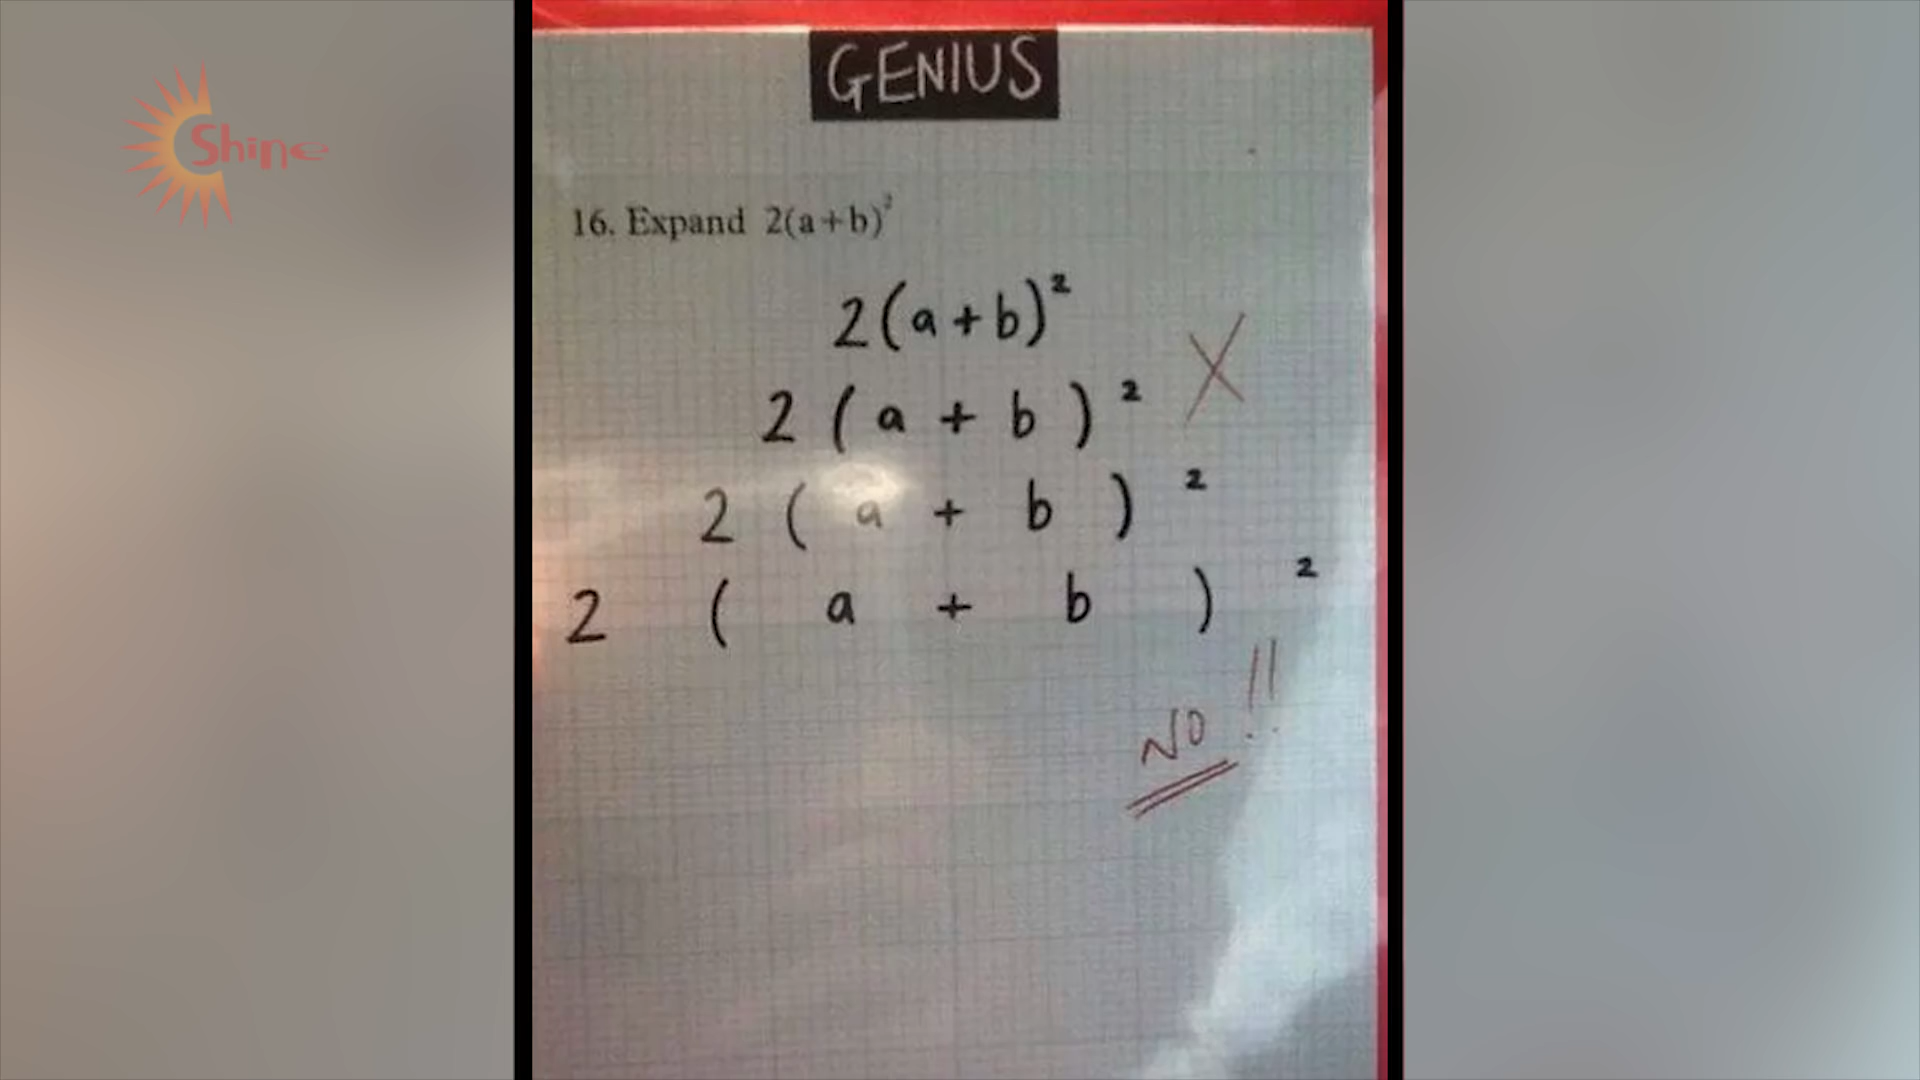 Shine
GENIUS
16. Expand 2(a+b)²
2(a+b)²
2 ( a + b ) ²
2 ( a + b ) ²
2 ( a + b ) ²
X
NO!!